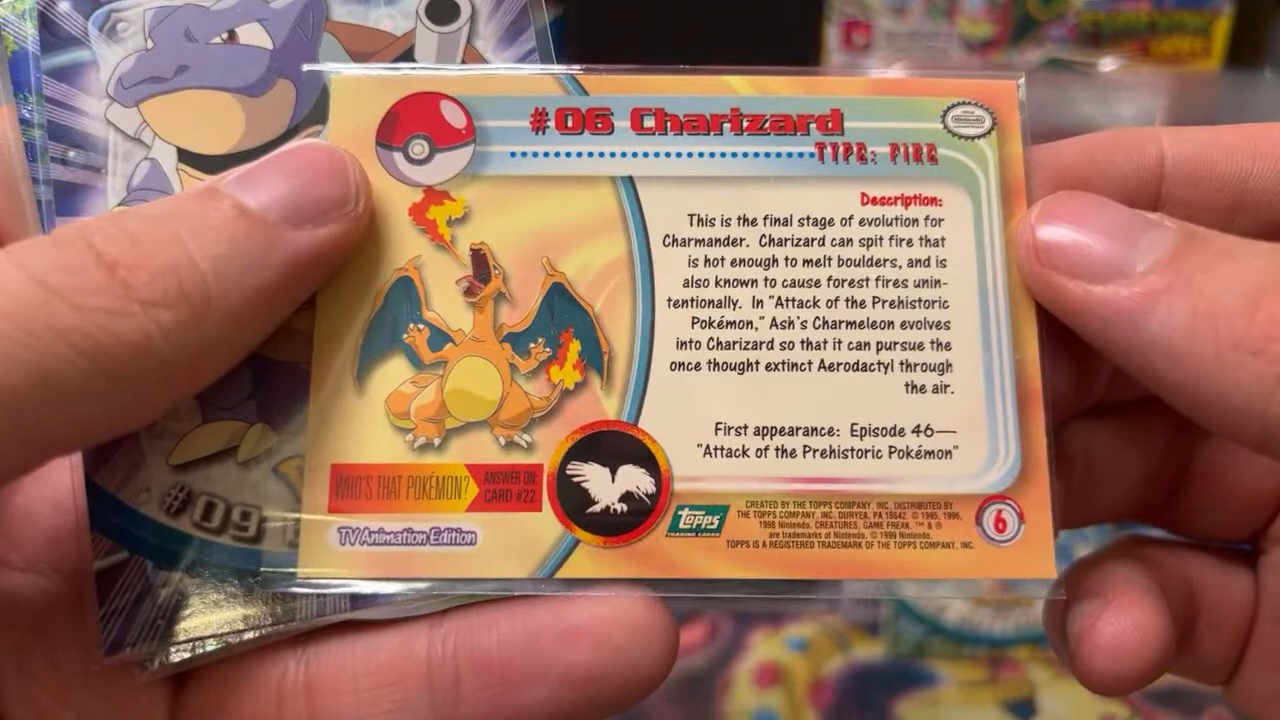 #06 Charizard
TYPE: FIRE
Nintendo
Description:
This is the final stage of evolution for
Charmander. Charizard can spit fire that
is hot enough to melt boulders, and is
also known to cause forest fires unin-
tentionally. In "Attack of the Prehistoric
Pokémon," Ash's Charmeleon evolves
into Charizard so that it can pursue the
once thought extinct Aerodactyl through
the air.
First appearance: Episode 46—
"Attack of the Prehistoric Pokémon"
WHO'S THAT POKÉMON?
ANSWER ON:
CARD #22
TV Animation Edition
topps
TRADING CARDS
CREATED BY THE TOPPS COMPANY, INC. DISTRIBUTED BY
THE TOPPS COMPANY, INC. DURYEA, PA 18642. © 1995, 1996,
1998 Nintendo, CREATURES, GAME FREAK. ™ & ®
are trademarks of Nintendo. © 1999 Nintendo.
TOPPS IS A REGISTERED TRADEMARK OF THE TOPPS COMPANY, INC.
6
#09